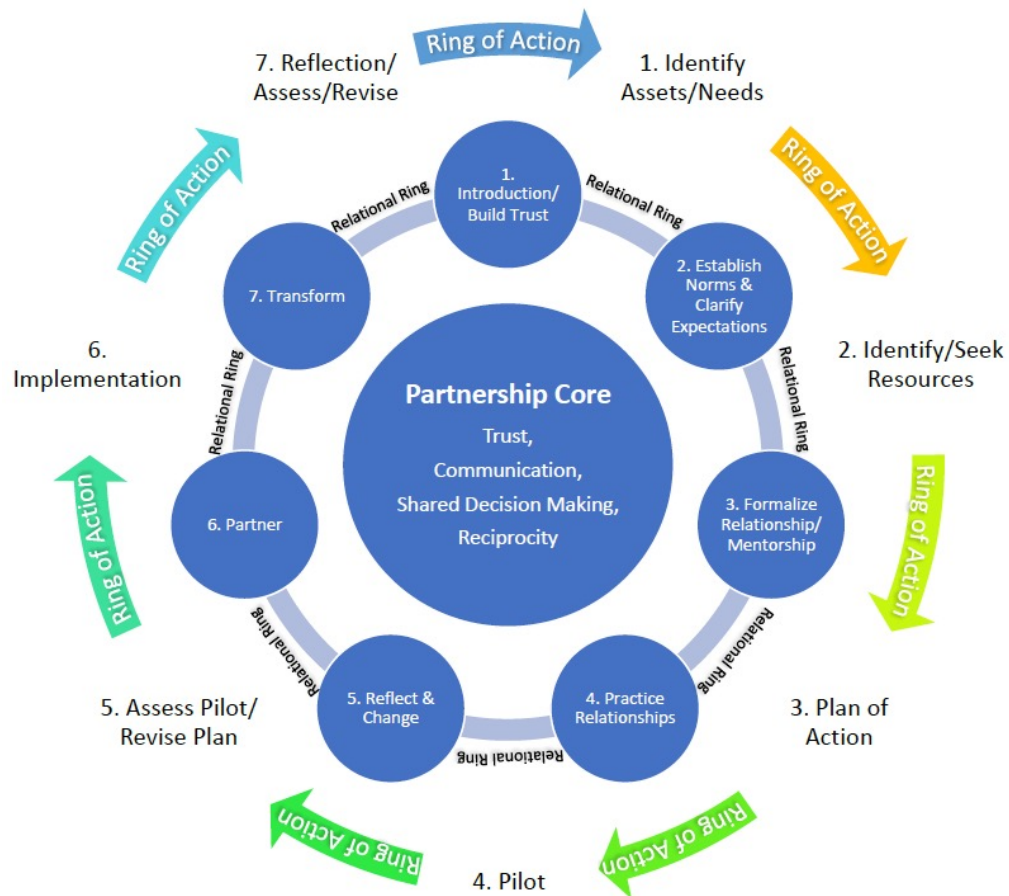 Ring of Action
7. Reflection/
Assess/Revise
1. Identify
Assets/Needs
Ring of Action
2. Identify/Seek
Resources
Ring of Action
3. Plan of
Action
Ring of Action
4. Pilot
Ring of Action
5. Assess Pilot/
Revise Plan
Ring of Action
6.
Implementation
Ring of Action
1.
Introduction/
Build Trust
Relational Ring
2. Establish
Norms &
Clarify
Expectations
Relational Ring
3. Formalize
Relationship/
Mentorship
Relational Ring
4. Practice
Relationships
Relational Ring
5. Reflect &
Change
Relational Ring
6. Partner
Relational Ring
7. Transform
Relational Ring
Partnership Core
Trust,
Communication,
Shared Decision Making,
Reciprocity